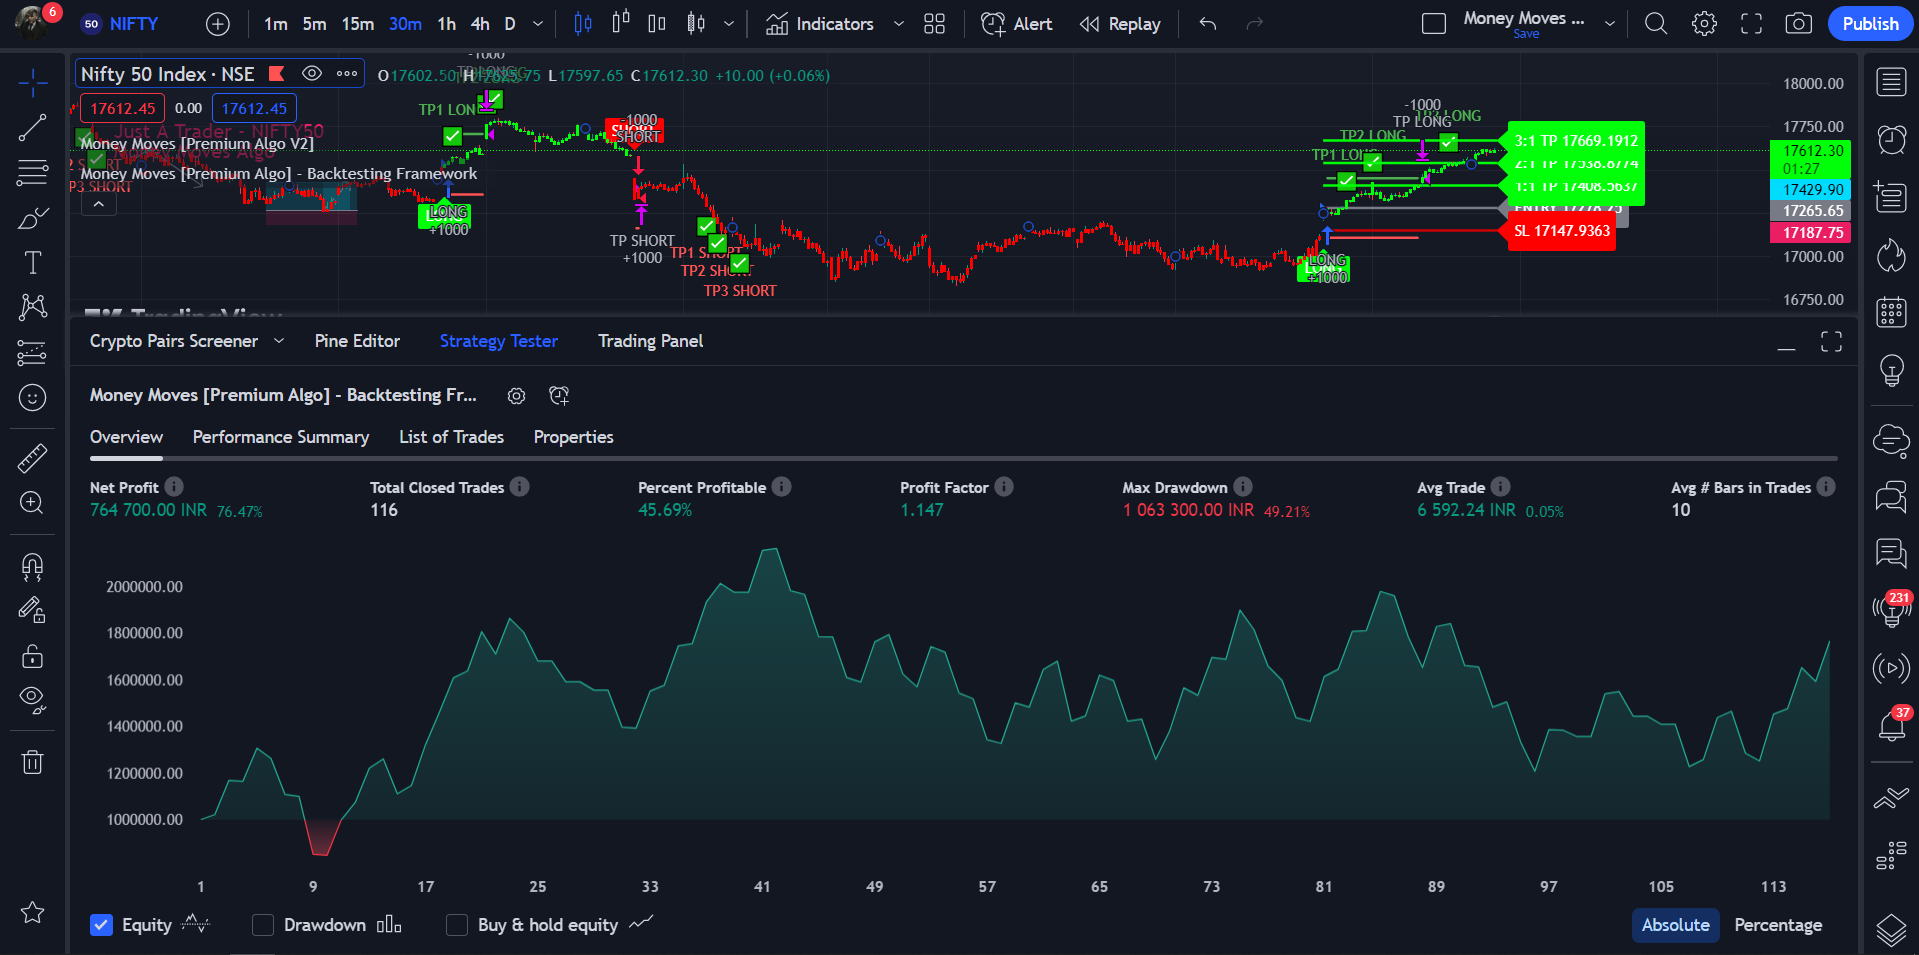 6
50 NIFTY 1m 5m 15m 30m 1h 4h D Indicators Alert Replay Money Moves ... Save Publish
Nifty 50 Index · NSE
O17602.50 H L17597.65 C17612.30 +10.00 (+0.06%)
17612.45 0.00 17612.45
Just A Trader - NIFTY50
Money Moves [Premium Algo V2]
Money Moves Algo
Money Moves [Premium Algo] - Backtesting Framework
P3 SHORT
-1000
TP LONG
TP1 LON
LONG
+1000
-1000
SHORT
TP SHORT
+1000
TP1 SHORT
TP2 SHORT
TP3 SHORT
-1000
TP LONG
TP2 LONG
TP1 LONG
LONG
+1000
3:1 TP 17669.1912
2:1 TP 17538.8774
1:1 TP 17408.5637
ENTRY 17278.25
SL 17147.9363
18000.00
17750.00
17612.30
01:27
17429.90
17265.65
17187.75
17000.00
16750.00
TradingView
Crypto Pairs Screener Pine Editor Strategy Tester Trading Panel
Money Moves [Premium Algo] - Backtesting Fr...
Overview Performance Summary List of Trades Properties
Net Profit Total Closed Trades Percent Profitable Profit Factor Max Drawdown Avg Trade Avg # Bars in Trades
764 700.00 INR 76.47% 116 45.69% 1.147 1 063 300.00 INR 49.21% 6 592.24 INR 0.05% 10
2000000.00
1800000.00
1600000.00
1400000.00
1200000.00
1000000.00
1 9 17 25 33 41 49 57 65 73 81 89 97 105 113
Equity Drawdown Buy & hold equity Absolute Percentage
231
37